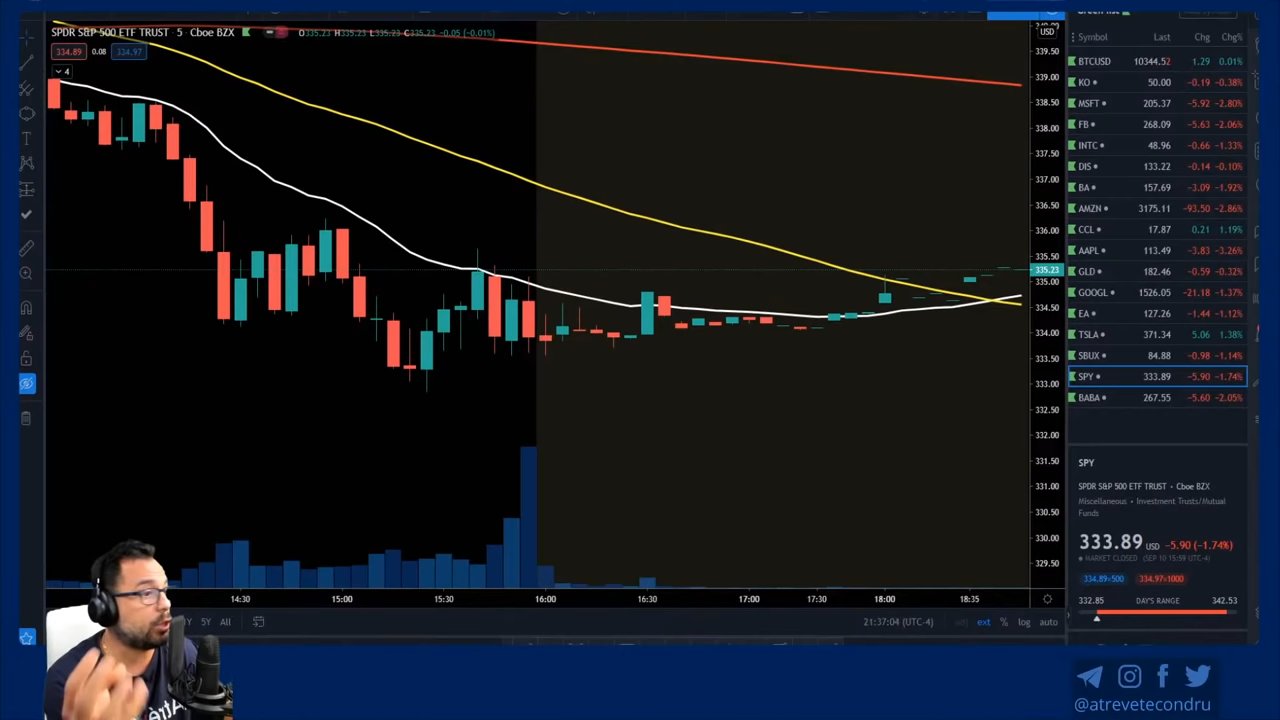 SPDR S&P 500 ETF TRUST · 5 · Cboe BZX O335.23 H335.23 L335.23 C335.23 −0.05 (−0.01%)
334.89 0.08 334.97
4
USD
339.50
339.00
338.50
338.00
337.50
337.00
336.50
336.00
335.50
335.23
335.00
334.50
334.00
333.50
333.00
332.50
332.00
331.50
331.00
330.50
330.00
329.50
14:30 15:00 15:30 16:00 16:30 17:00 17:30 18:00 18:35
5Y All
21:37:04 (UTC-4) ext % log auto
Symbol Last Chg Chg%
BTCUSD 10344.52 1.29 0.01%
KO 50.00 −0.19 −0.38%
MSFT 205.37 −5.92 −2.80%
FB 268.09 −5.63 −2.06%
INTC 48.96 −0.66 −1.33%
DIS 133.22 −0.14 −0.10%
BA 157.69 −3.09 −1.92%
AMZN 3175.11 −93.50 −2.86%
CCL 17.87 0.21 1.19%
AAPL 113.49 −3.83 −3.26%
GLD 182.46 −0.59 −0.32%
GOOGL 1526.05 −21.18 −1.37%
EA 127.26 −1.44 −1.12%
TSLA 371.34 5.06 1.38%
SBUX 84.88 −0.98 −1.14%
SPY 333.89 −5.90 −1.74%
BABA 267.55 −5.60 −2.05%
SPY
SPDR S&P 500 ETF TRUST • Cboe BZX
Miscellaneous • Investment Trusts/Mutual
Funds
333.89 USD −5.90 (−1.74%)
MARKET CLOSED (SEP 10 15:59 UTC-4)
334.89×500 334.97×1000
332.85 DAY'S RANGE 342.53
@atrevetecondru